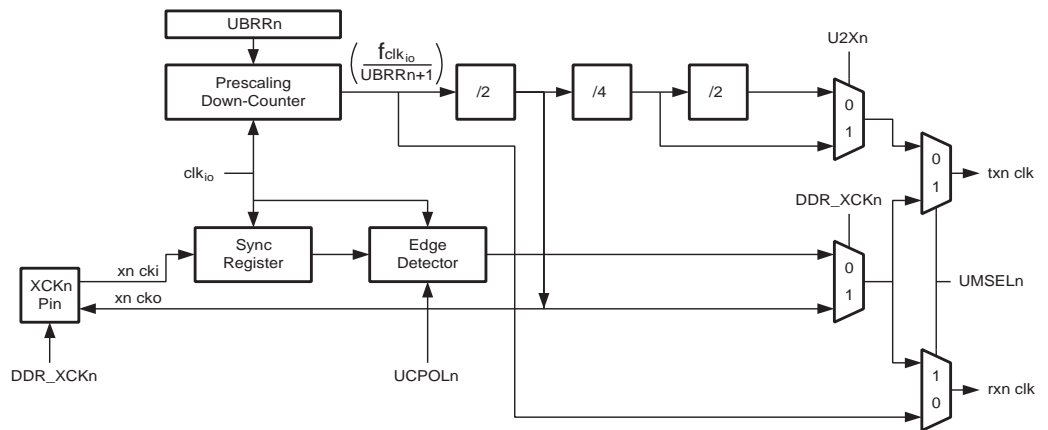 UBRRn
U2Xn
fclkio
UBRRn+1
Prescaling
Down-Counter
/2
/4
/2
0
1
clkio
0
1
txn clk
DDR_XCKn
Sync
Register
Edge
Detector
xn cki
0
1
XCKn
Pin
xn cko
UMSELn
DDR_XCKn
UCPOLn
1
0
rxn clk